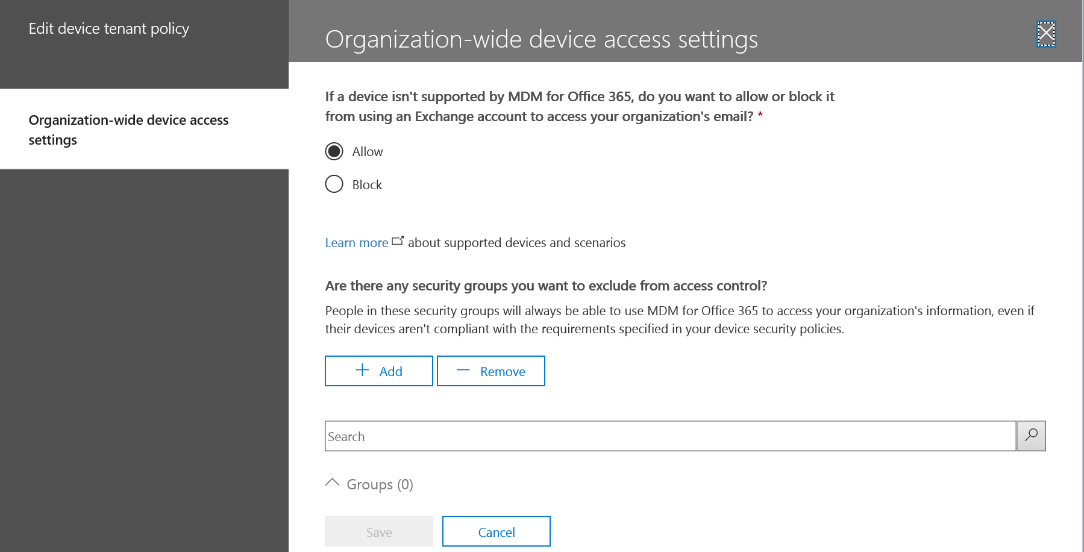 Edit device tenant policy
Organization-wide device access
settings
Organization-wide device access settings
If a device isn't supported by MDM for Office 365, do you want to allow or block it
from using an Exchange account to access your organization's email? *
Allow
Block
Learn more about supported devices and scenarios
Are there any security groups you want to exclude from access control?
People in these security groups will always be able to use MDM for Office 365 to access your organization's information, even if
their devices aren't compliant with the requirements specified in your device security policies.
+ Add
− Remove
Search
Groups (0)
Save
Cancel